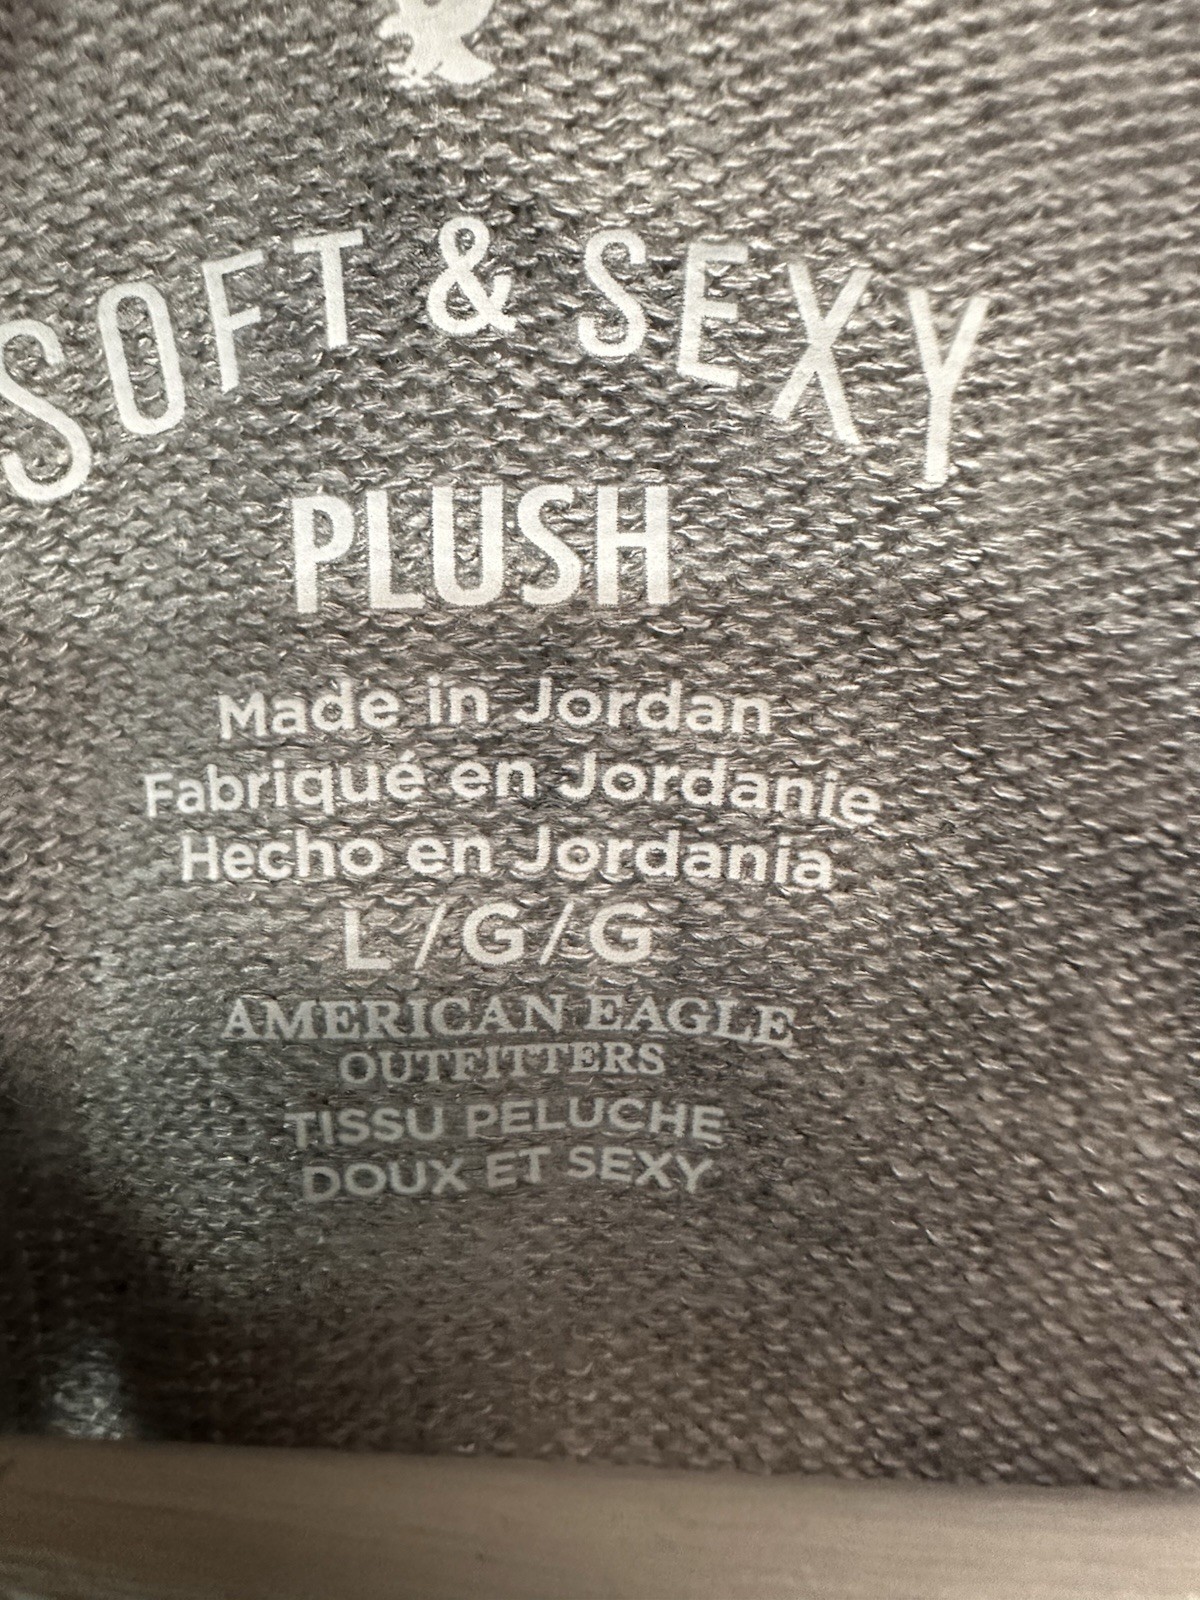 SOFT & SEXY
PLUSH
Made in Jordan
Fabriqué en Jordanie
Hecho en Jordania
L/G/G
AMERICAN EAGLE
OUTFITTERS
TISSU PELUCHE
DOUX ET SEXY